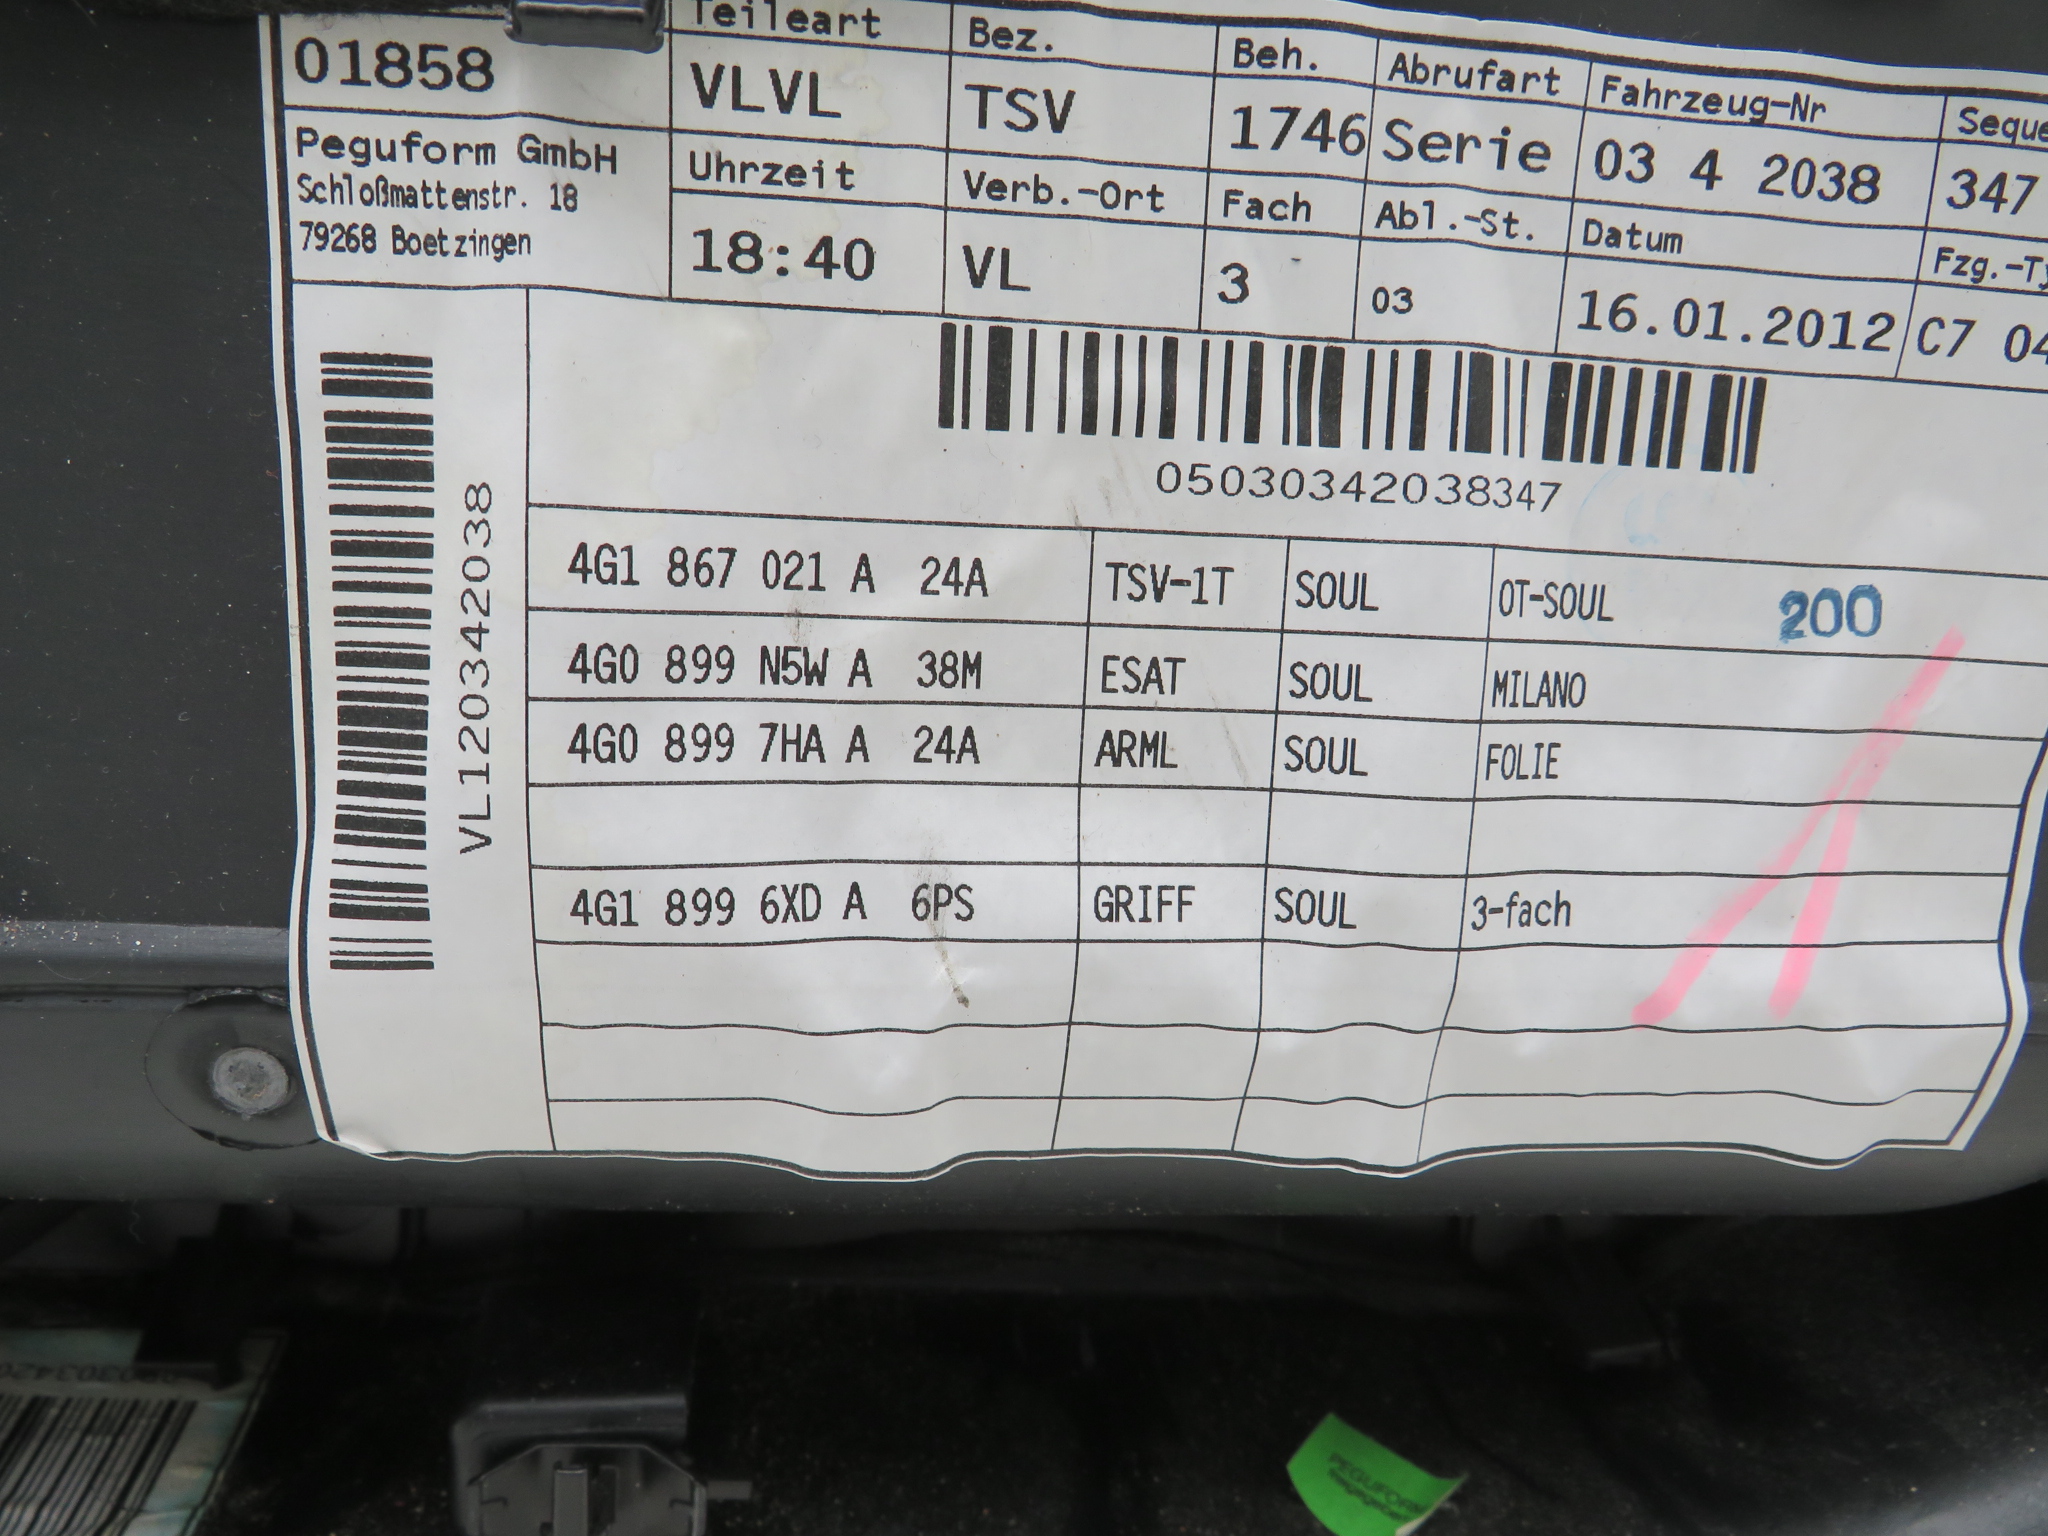 01858
Teileart
Bez.
Beh.
Abrufart
Fahrzeug-Nr
VLVL
TSV
1746
Serie
03 4 2038
347
Peguform GmbH
Schloßmattenstr. 18
79268 Boetzingen
Uhrzeit
Verb.-Ort
Fach
Abl.-St.
Datum
18:40
VL
3
03
16.01.2012
C7
05030342038347
VL120342038
4G1 867 021 A 24A TSV-1T SOUL OT-SOUL 200
4G0 899 N5W A 38M ESAT SOUL MILANO
4G0 899 7HA A 24A ARML SOUL FOLIE
4G1 899 6XD A 6PS GRIFF SOUL 3-fach
PEGUFORM